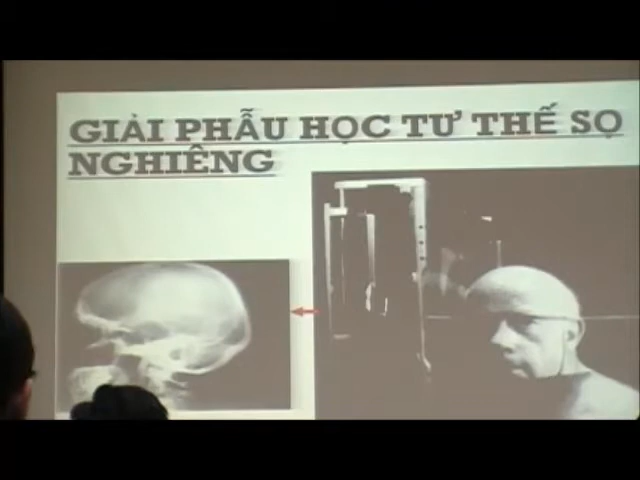 GIẢI PHẪU HỌC TƯ THẾ SỌ
NGHIÊNG